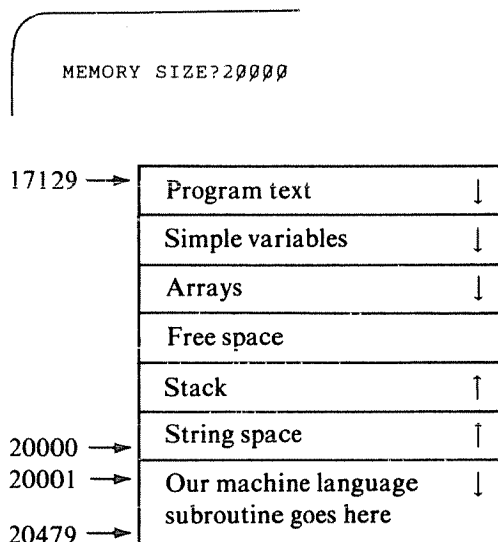 MEMORY SIZE?20000
17129 → Program text ↓
Simple variables ↓
Arrays ↓
Free space
Stack ↑
20000 → String space ↑
20001 → Our machine language ↓
subroutine goes here
20479 →